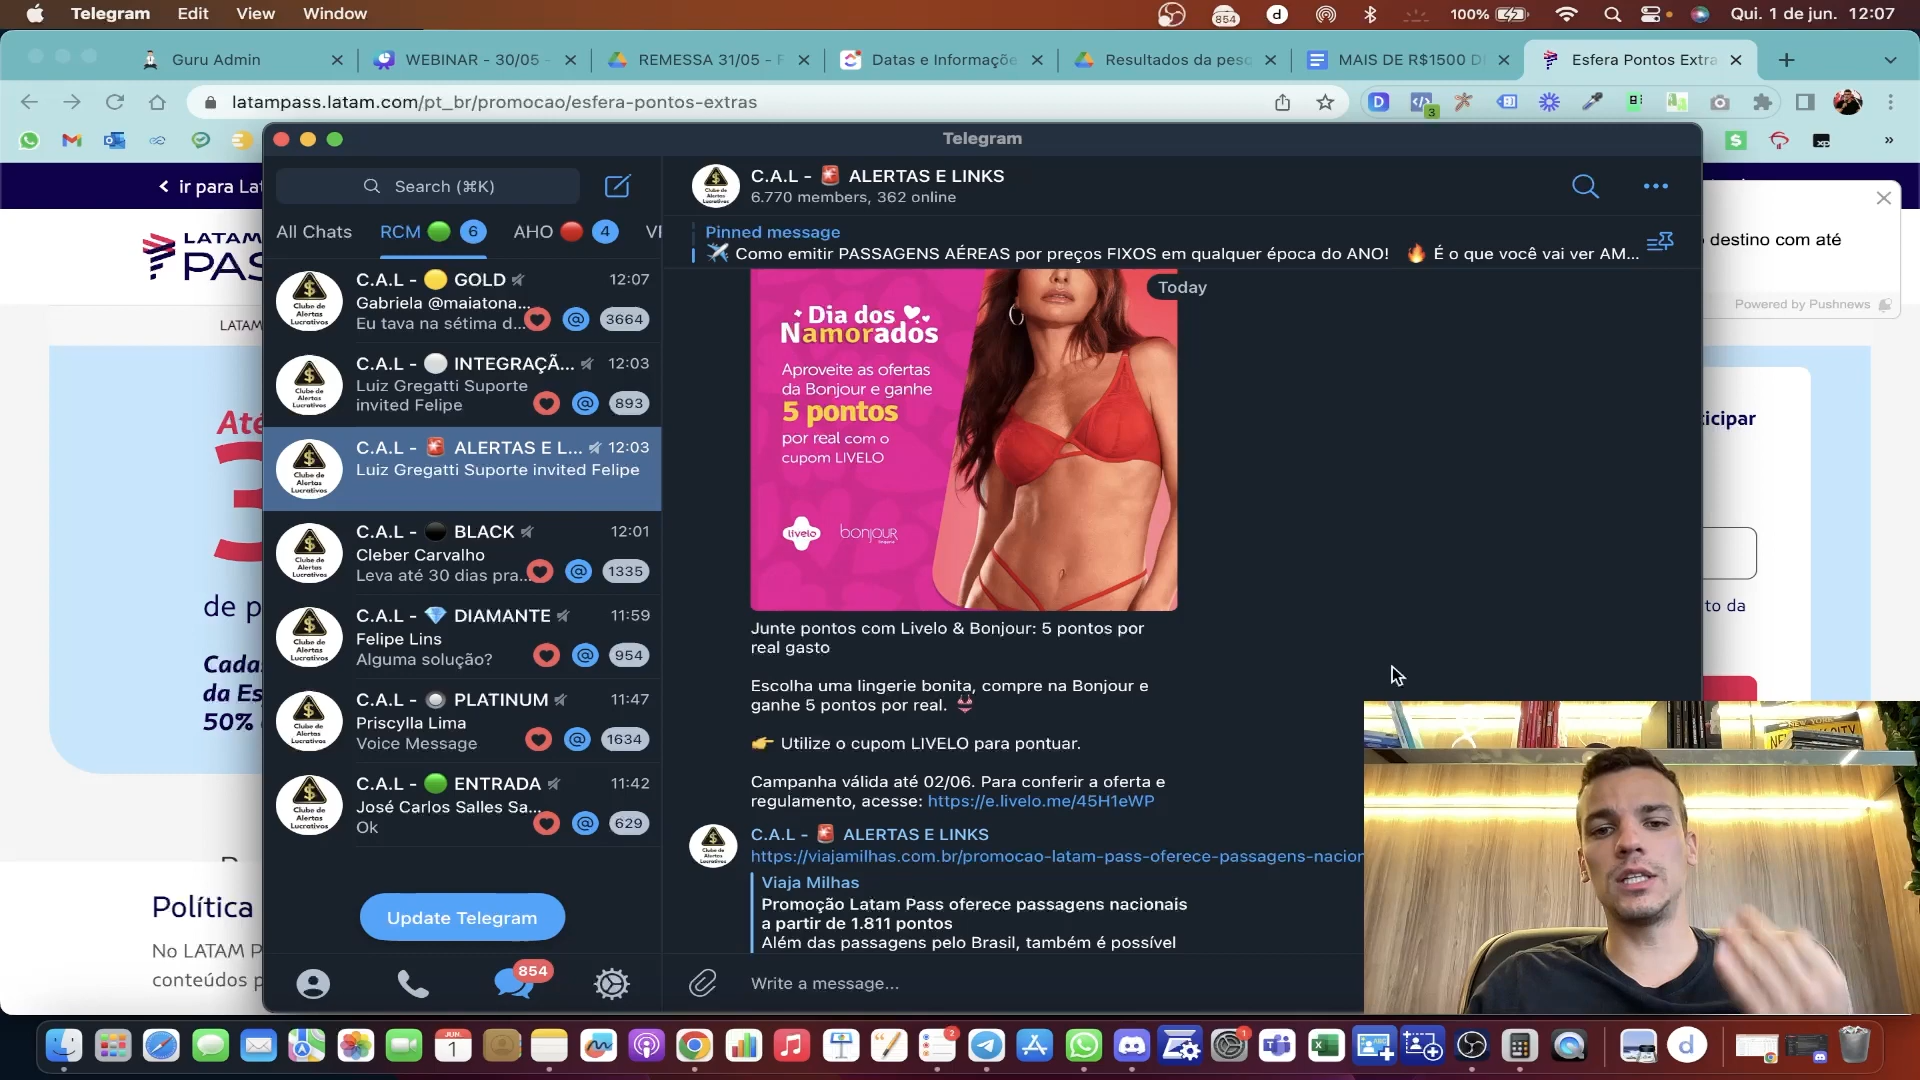 Telegram Edit View Window
854
100%
Qui. 1 de jun. 12:07
Guru Admin
WEBINAR - 30/05 -
REMESSA 31/05 -
Datas e Informaçõe
Resultados da pesq
MAIS DE R$1500 D
Esfera Pontos Extra
latampass.latam.com/pt_br/promocao/esfera-pontos-extras
3
Telegram
ir para Lat
LATAM
PAS
LATAM
Até
3
de p
Cada
da Es
50%
Política
No LATAM P
conteúdos p
destino com até
Powered by Pushnews
icipar
to da
Search (⌘K)
All Chats
RCM 🟢 6
AHO 🔴 4
C.A.L - 🟡 GOLD
12:07
Gabriela @maiatona...
Eu tava na sétima d...
3664
C.A.L - ⚪ INTEGRAÇÃ...
12:03
Luiz Gregatti Suporte
invited Felipe
893
C.A.L - 🚨 ALERTAS E L...
12:03
Luiz Gregatti Suporte invited Felipe
C.A.L - ⚫ BLACK
12:01
Cleber Carvalho
Leva até 30 dias pra...
1335
C.A.L - 💎 DIAMANTE
11:59
Felipe Lins
Alguma solução?
954
C.A.L - 🔘 PLATINUM
11:47
Priscylla Lima
Voice Message
1634
C.A.L - 🟢 ENTRADA
11:42
José Carlos Salles Sa...
Ok
629
Update Telegram
854
C.A.L - 🚨 ALERTAS E LINKS
6.770 members, 362 online
Pinned message
✈️ Como emitir PASSAGENS AÉREAS por preços FIXOS em qualquer época do ANO! 🔥 É o que você vai ver AM...
Today
Dia dos
Namorados
Aproveite as ofertas
da Bonjour e ganhe
5 pontos
por real com o
cupom LIVELO
livelo
bonjour
Junte pontos com Livelo & Bonjour: 5 pontos por
real gasto
Escolha uma lingerie bonita, compre na Bonjour e
ganhe 5 pontos por real. 👙
👉 Utilize o cupom LIVELO para pontuar.
Campanha válida até 02/06. Para conferir a oferta e
regulamento, acesse: https://e.livelo.me/45H1eWP
C.A.L - 🚨 ALERTAS E LINKS
https://viajamilhas.com.br/promocao-latam-pass-oferece-passagens-nacior
Viaja Milhas
Promoção Latam Pass oferece passagens nacionais
a partir de 1.811 pontos
Além das passagens pelo Brasil, também é possível
Write a message...
JUN.
1
2
1